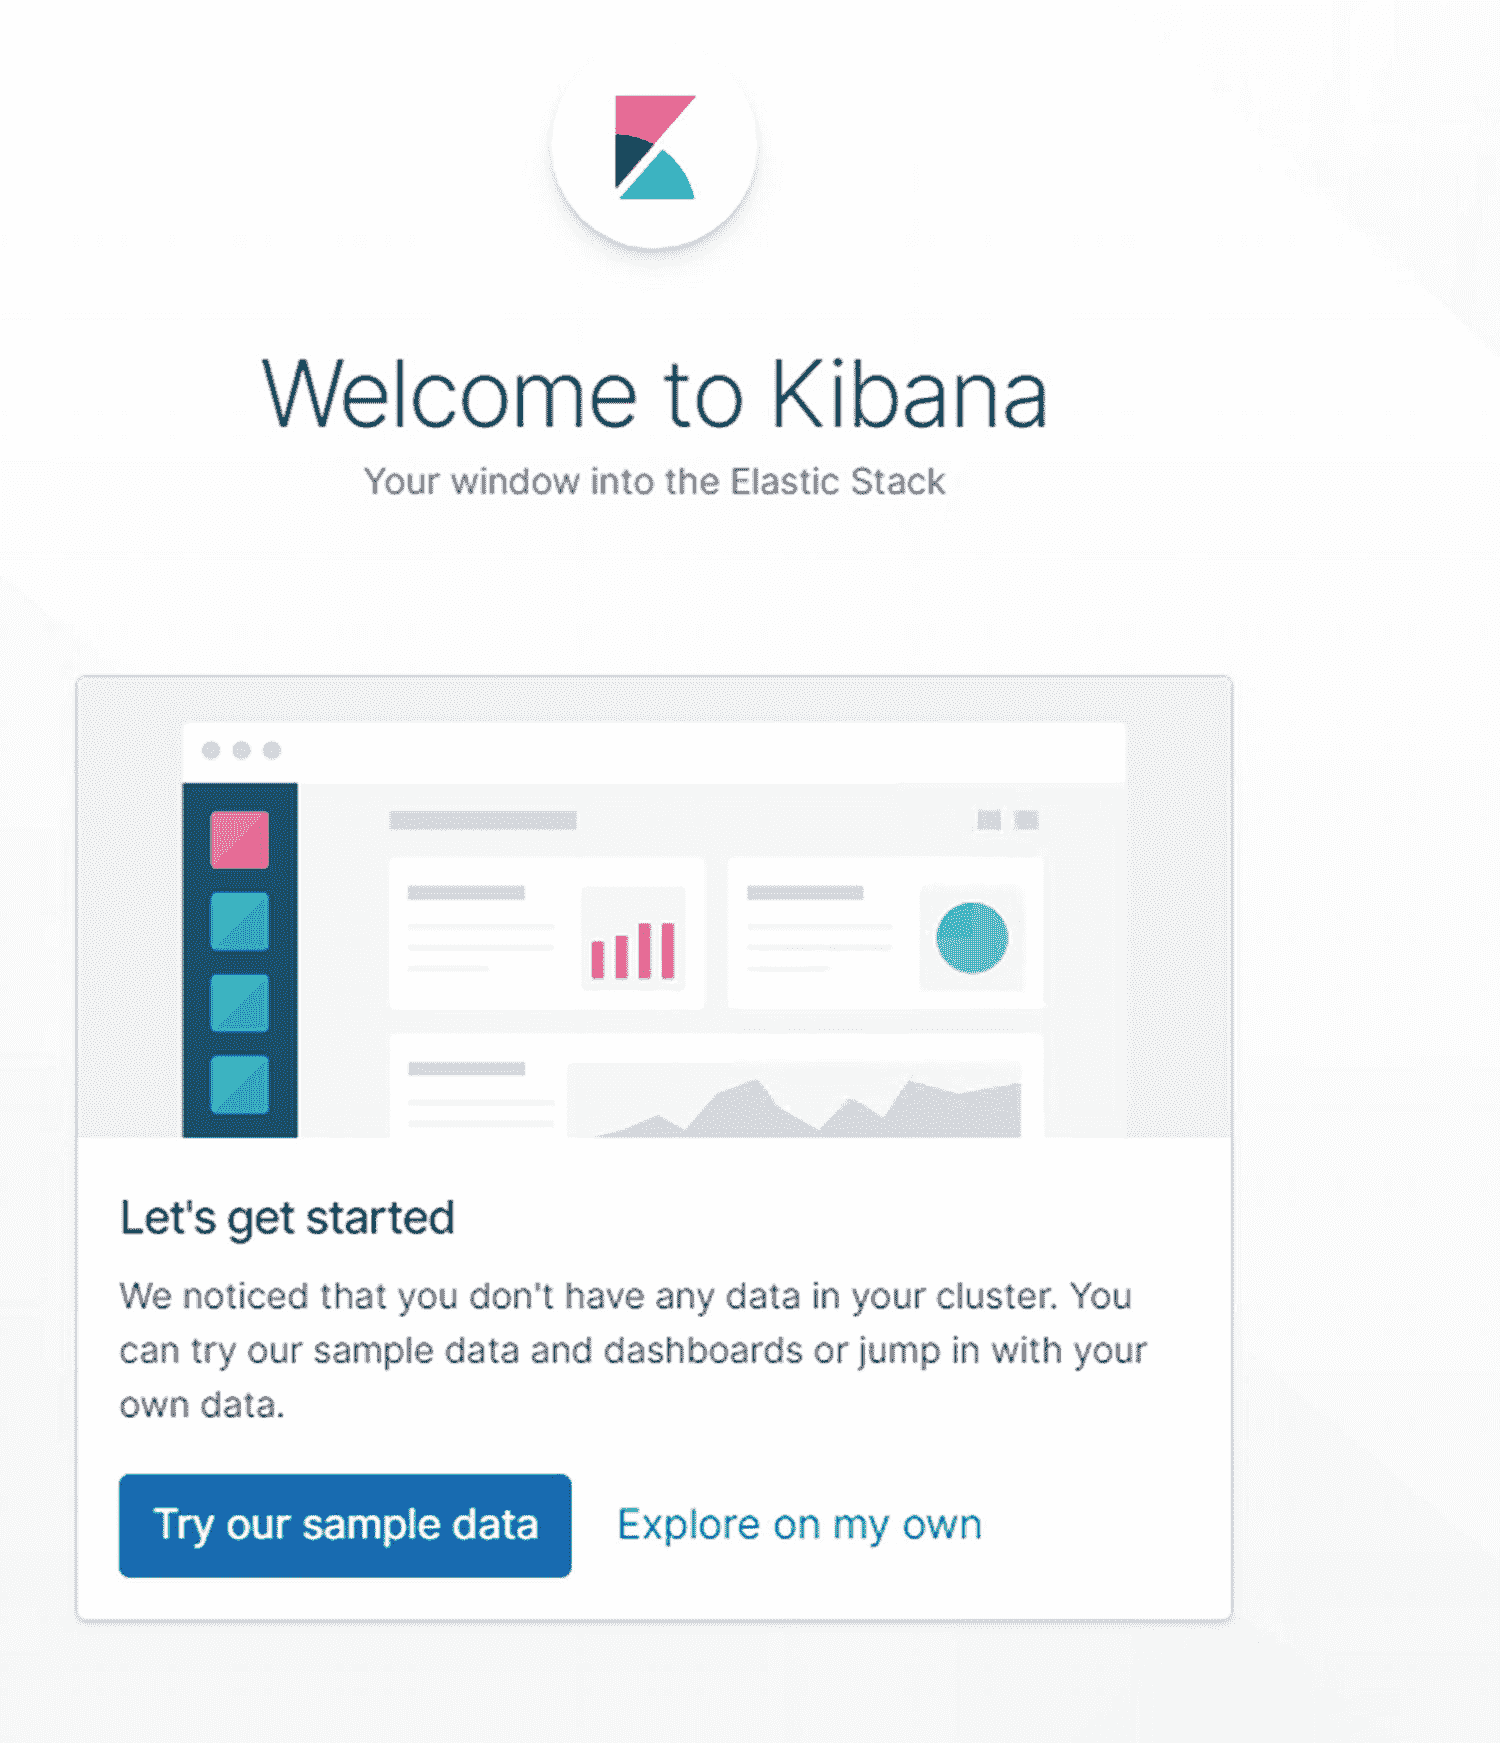 Welcome to Kibana
Your window into the Elastic Stack
Let's get started
We noticed that you don't have any data in your cluster. You
can try our sample data and dashboards or jump in with your
own data.
Try our sample data
Explore on my own